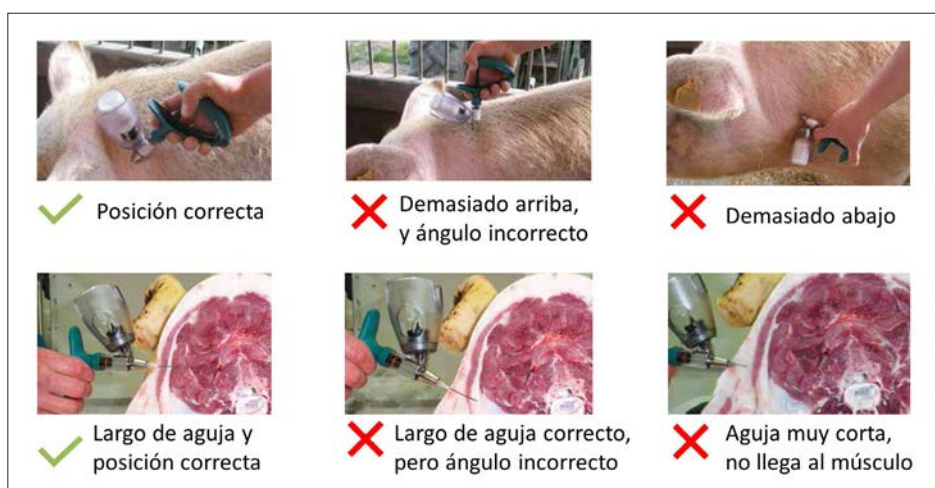 Posición correcta
Demasiado arriba,
y ángulo incorrecto
Demasiado abajo
Largo de aguja y
posición correcta
Largo de aguja correcto,
pero ángulo incorrecto
Aguja muy corta,
no llega al músculo